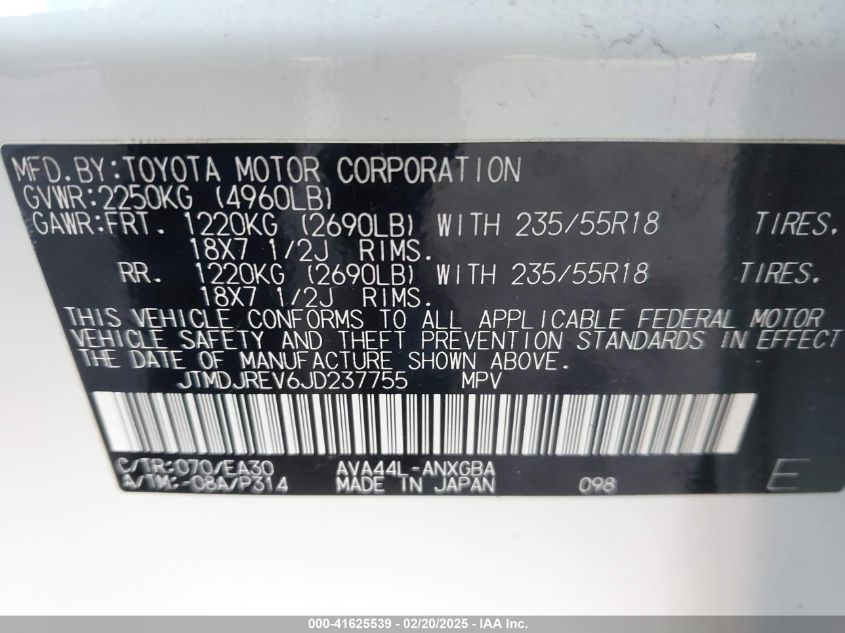 MFD.BY:TOYOTA MOTOR CORPORATION
GVWR:2250KG (4960LB)
GAWR:FRT. 1220KG (2690LB) WITH 235/55R18 TIRES.
18X7 1/2J RIMS.
RR. 1220KG (2690LB) WITH 235/55R18 TIRES.
18X7 1/2J RIMS.
THIS VEHICLE CONFORMS TO ALL APPLICABLE FEDERAL MOTOR
VEHICLE SAFETY AND THEFT PREVENTION STANDARDS IN EFFECT
THE DATE OF MANUFACTURE SHOWN ABOVE.
JTMDJREV6JD237755 MPV
C/TR:070/EA30 AVA44L-ANXGBA
A/TM:-08A/P314 MADE IN JAPAN 098 E
000-41625539 — 02/20/2025 — IAA Inc.